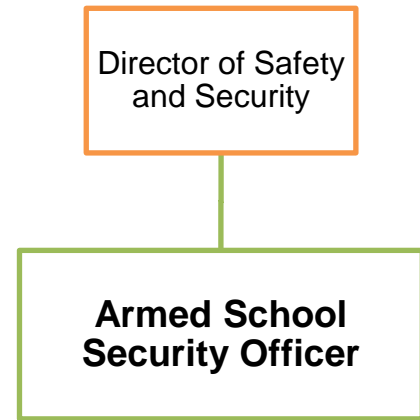 Director of Safety
and Security
Armed School
Security Officer